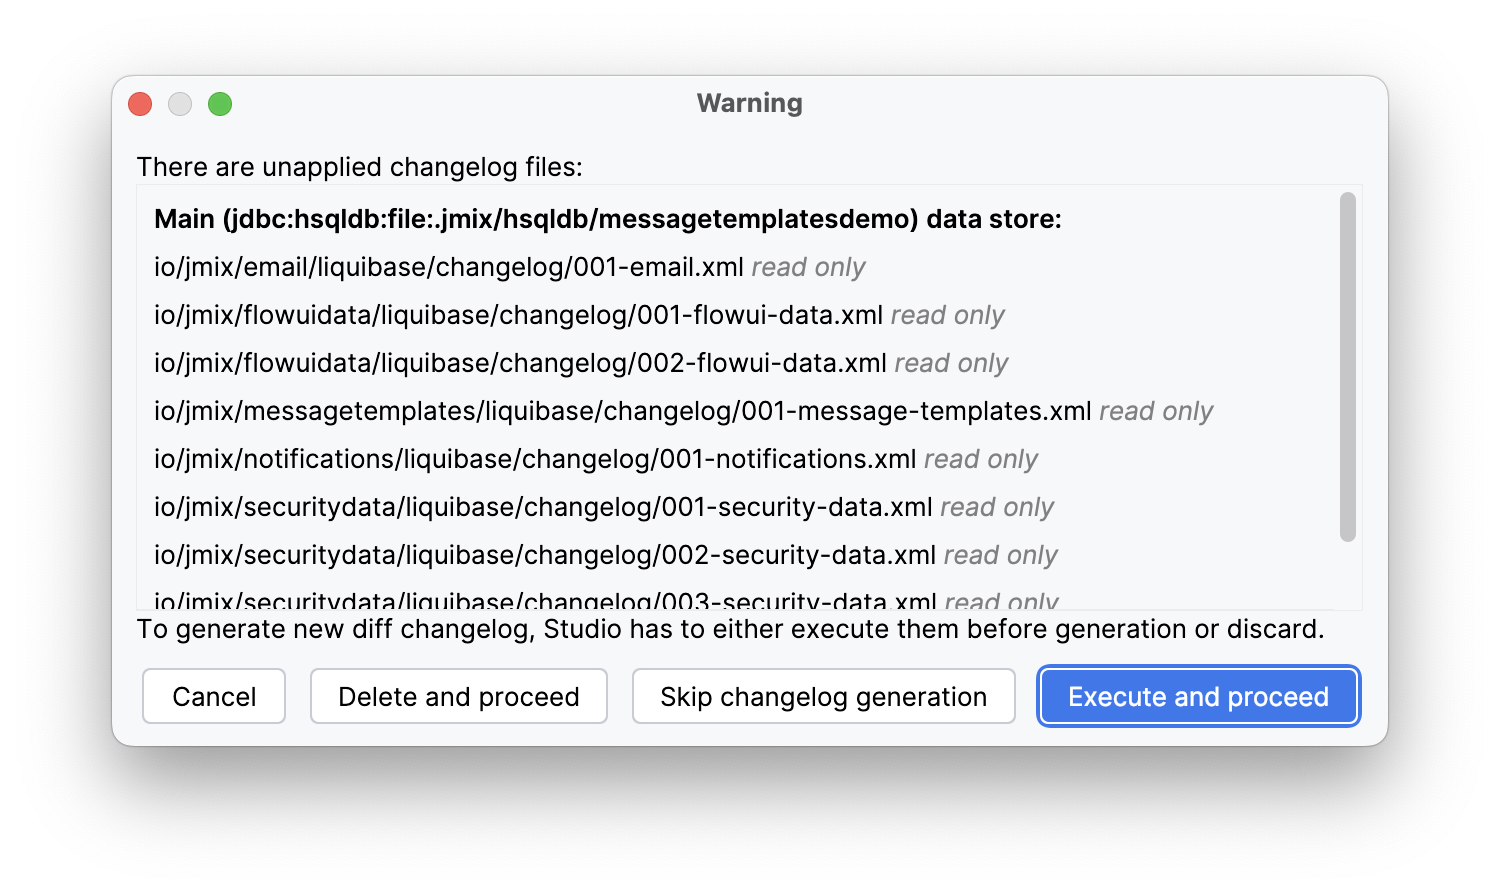 Warning
There are unapplied changelog files:
Main (jdbc:hsqldb:file:.jmix/hsqldb/messagetemplatesdemo) data store:
io/jmix/email/liquibase/changelog/001-email.xml read only
io/jmix/flowuidata/liquibase/changelog/001-flowui-data.xml read only
io/jmix/flowuidata/liquibase/changelog/002-flowui-data.xml read only
io/jmix/messagetemplates/liquibase/changelog/001-message-templates.xml read only
io/jmix/notifications/liquibase/changelog/001-notifications.xml read only
io/jmix/securitydata/liquibase/changelog/001-security-data.xml read only
io/jmix/securitydata/liquibase/changelog/002-security-data.xml read only
io/jmix/securitydata/liquibase/changelog/003-security-data.xml read only
To generate new diff changelog, Studio has to either execute them before generation or discard.
Cancel
Delete and proceed
Skip changelog generation
Execute and proceed